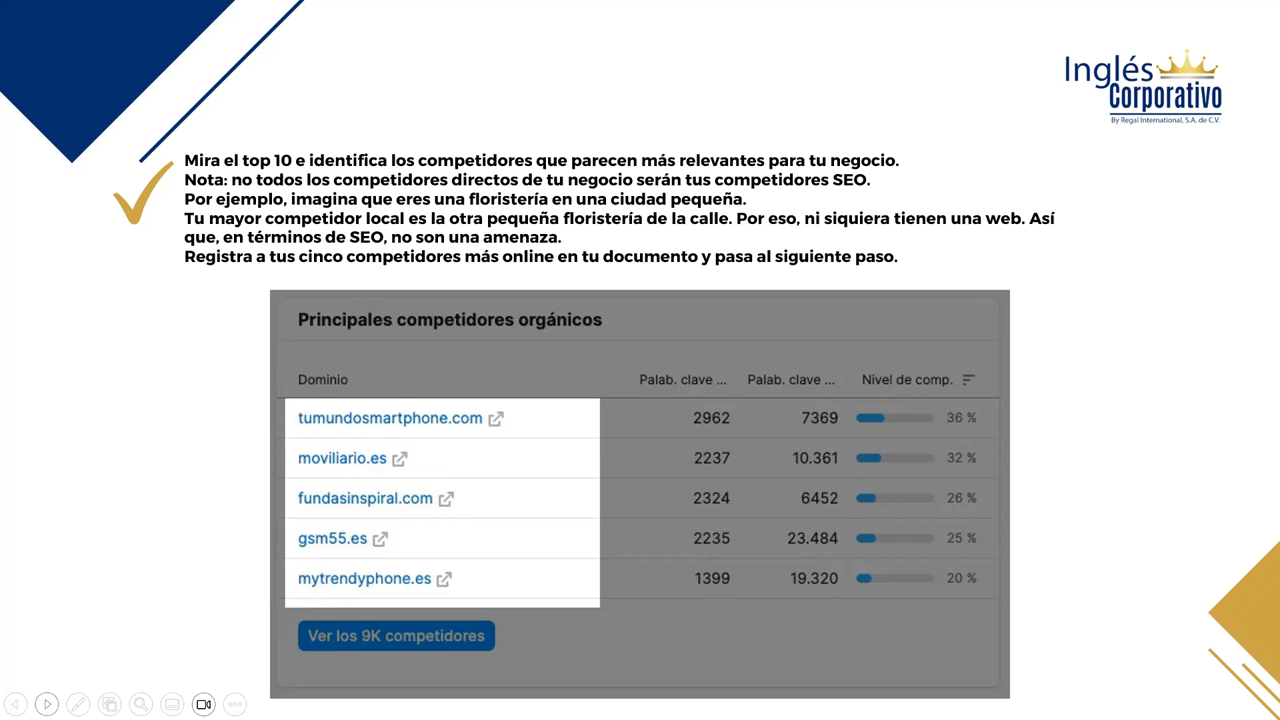 Inglés
Corporativo
By Regal International, S.A. de C.V.
Mira el top 10 e identifica los competidores que parecen más relevantes para tu negocio.
Nota: no todos los competidores directos de tu negocio serán tus competidores SEO.
Por ejemplo, imagina que eres una floristería en una ciudad pequeña.
Tu mayor competidor local es la otra pequeña floristería de la calle. Por eso, ni siquiera tienen una web. Así
que, en términos de SEO, no son una amenaza.
Registra a tus cinco competidores más online en tu documento y pasa al siguiente paso.
Principales competidores orgánicos
Dominio Palab. clave ... Palab. clave ... Nivel de comp.
tumundosmartphone.com 2962 7369 36 %
moviliario.es 2237 10.361 32 %
fundasinspiral.com 2324 6452 26 %
gsm55.es 2235 23.484 25 %
mytrendyphone.es 1399 19.320 20 %
Ver los 9K competidores